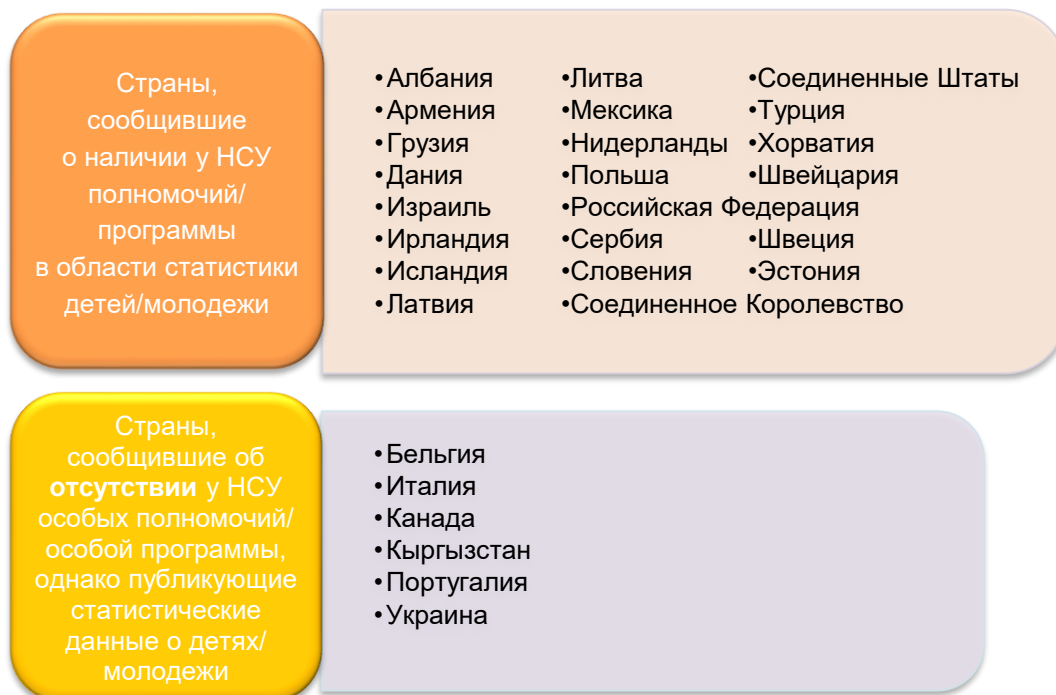 Страны,
сообщившие
о наличии у НСУ
полномочий/
программы
в области статистики
детей/молодежи
•Албания
•Армения
•Грузия
•Дания
•Израиль
•Ирландия
•Исландия
•Латвия
•Литва
•Мексика
•Нидерланды
•Польша
•Российская Федерация
•Сербия
•Словения
•Соединенное Королевство
•Соединенные Штаты
•Турция
•Хорватия
•Швейцария
•Швеция
•Эстония
Страны,
сообщившие об
отсутствии у НСУ
особых полномочий/
особой программы,
однако публикующие
статистические
данные о детях/
молодежи
•Бельгия
•Италия
•Канада
•Кыргызстан
•Португалия
•Украина